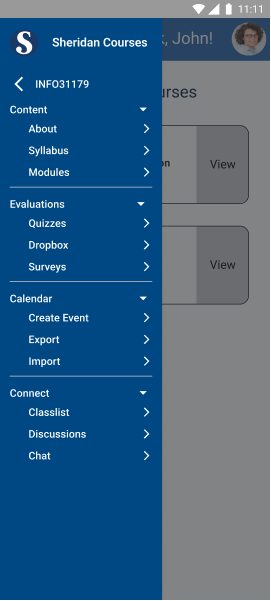 11:11
S
Sheridan Courses
, John!
INFO31179
urses
Content
About
Syllabus
on
View
Modules
Evaluations
Quizzes
Dropbox
View
Surveys
Calendar
Create Event
Export
Import
Connect
Classlist
Discussions
Chat